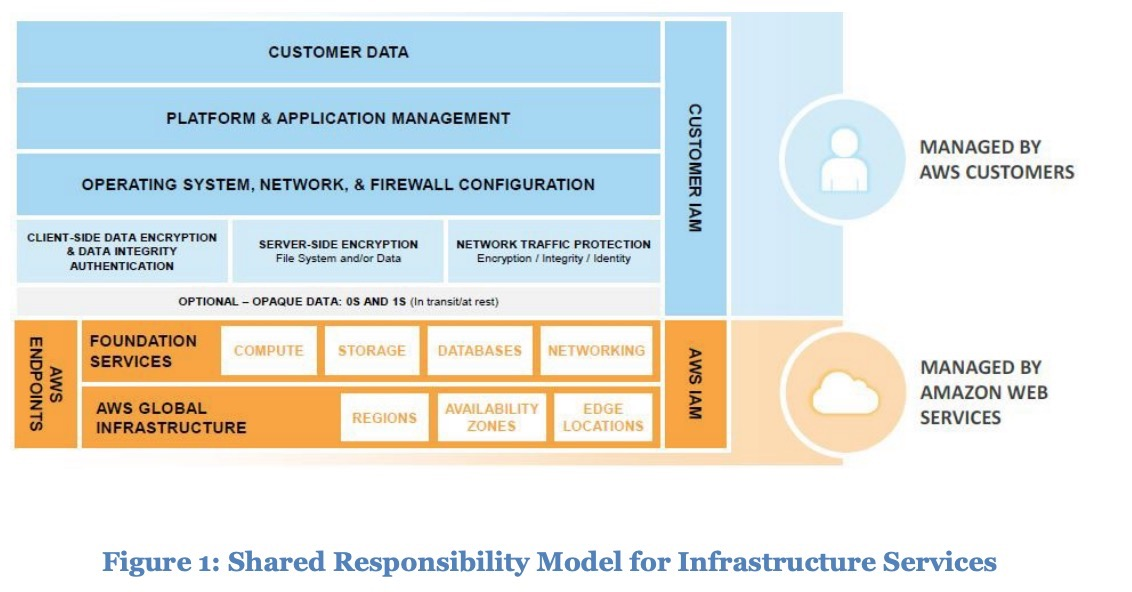 CUSTOMER DATA
PLATFORM & APPLICATION MANAGEMENT
OPERATING SYSTEM, NETWORK, & FIREWALL CONFIGURATION
CLIENT-SIDE DATA ENCRYPTION
& DATA INTEGRITY
AUTHENTICATION
SERVER-SIDE ENCRYPTION
File System and/or Data
NETWORK TRAFFIC PROTECTION
Encryption / Integrity / Identity
OPTIONAL – OPAQUE DATA: 0S AND 1S (In transit/at rest)
CUSTOMER IAM
MANAGED BY
AWS CUSTOMERS
AWS
ENDPOINTS
FOUNDATION
SERVICES
COMPUTE
STORAGE
DATABASES
NETWORKING
AWS GLOBAL
INFRASTRUCTURE
REGIONS
AVAILABILITY
ZONES
EDGE
LOCATIONS
AWS IAM
MANAGED BY
AMAZON WEB
SERVICES
Figure 1: Shared Responsibility Model for Infrastructure Services